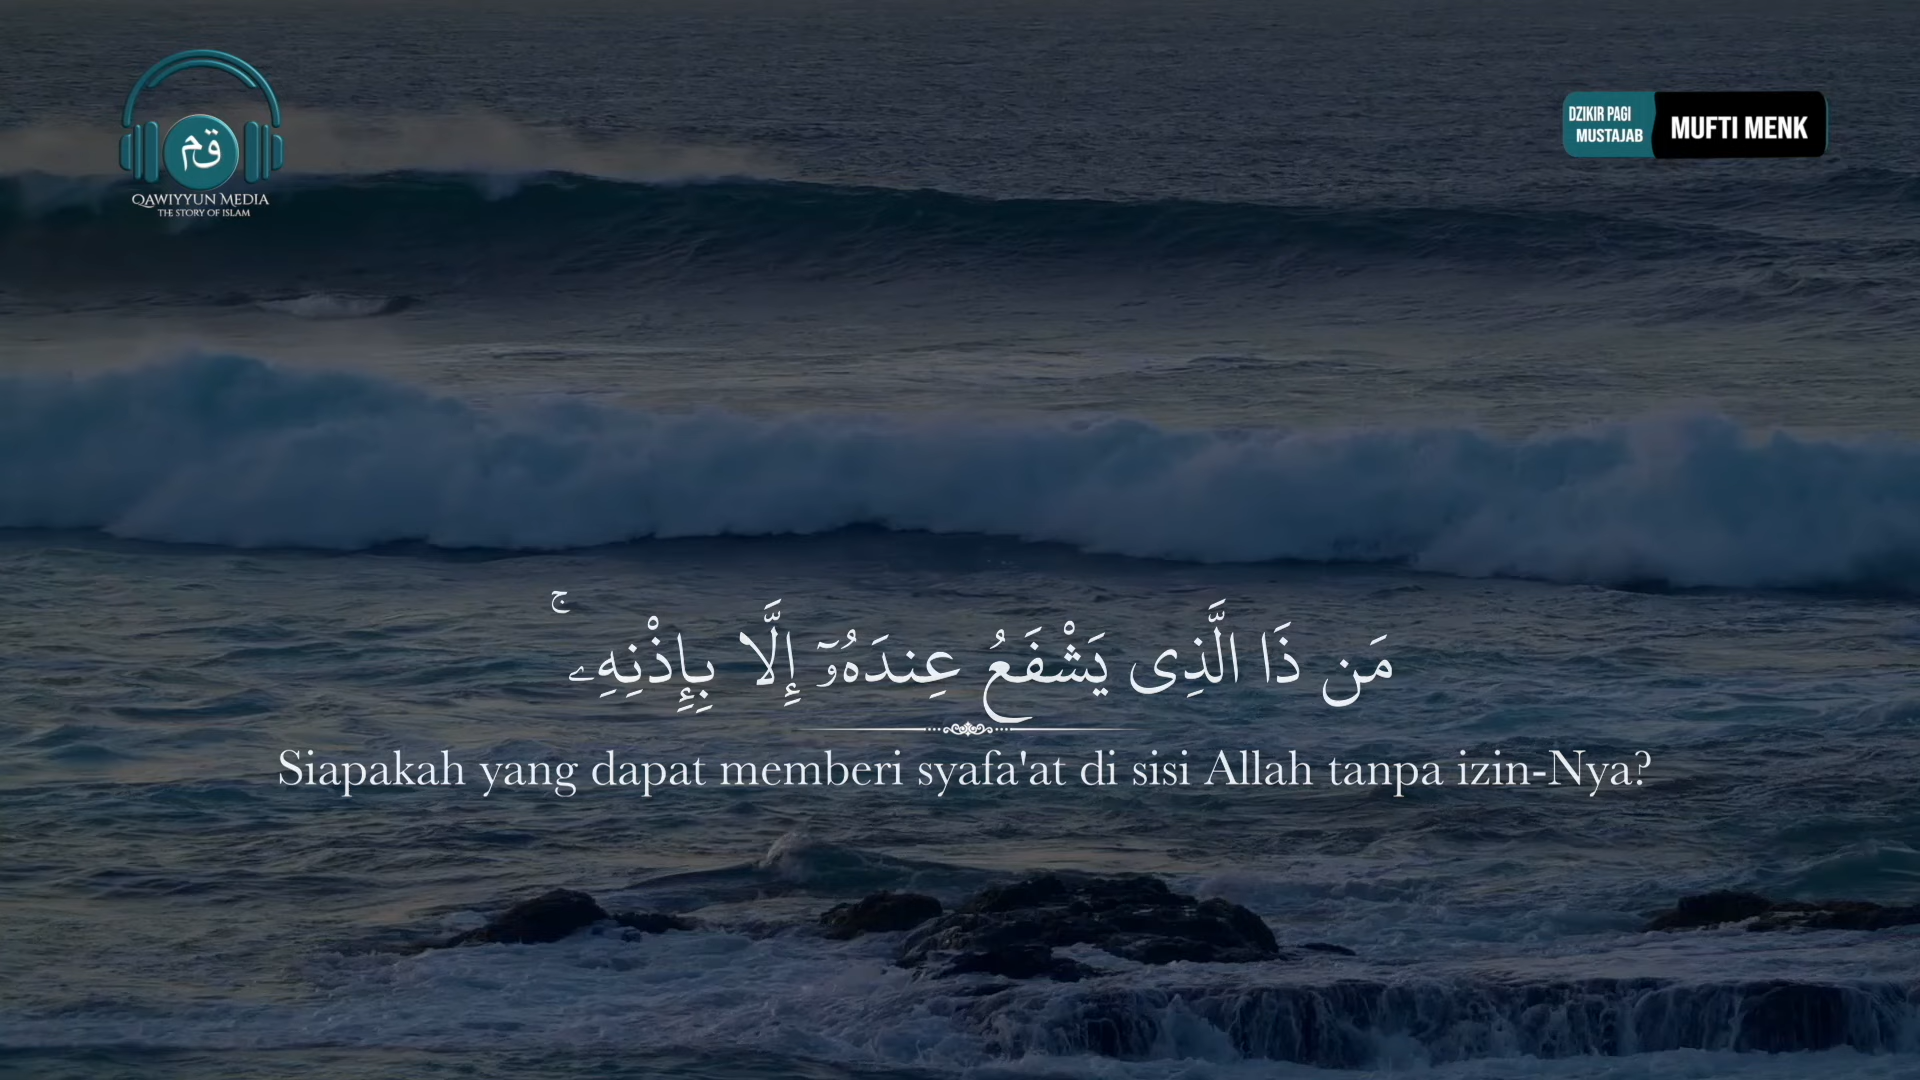 قم
QAWIYYUN MEDIA
THE STORY OF ISLAM
DZIKIR PAGI
MUSTAJAB
MUFTI MENK
مَن ذَا الَّذِى يَشْفَعُ عِندَهُۥٓ إِلَّا بِإِذْنِهِۦ ۚ
Siapakah yang dapat memberi syafa'at di sisi Allah tanpa izin-Nya?